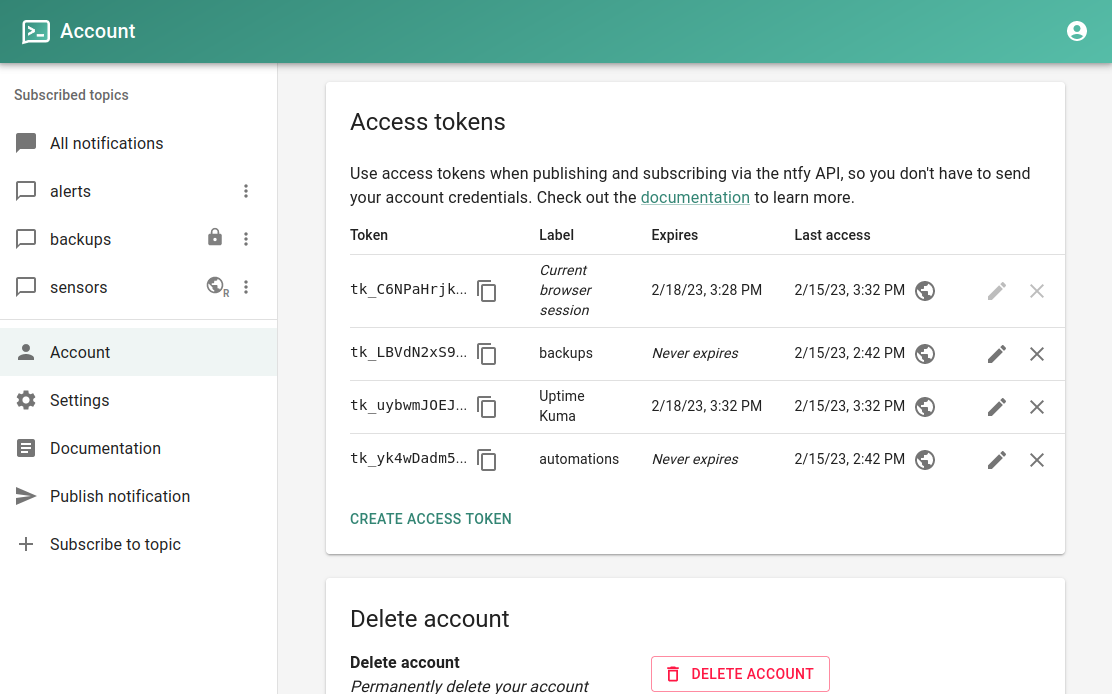 Account
Subscribed topics
All notifications
alerts
backups
sensors
R
Account
Settings
Documentation
Publish notification
Subscribe to topic
Access tokens
Use access tokens when publishing and subscribing via the ntfy API, so you don't have to send
your account credentials. Check out the documentation to learn more.
Token Label Expires Last access
tk_C6NPaHrjk... Current browser session 2/18/23, 3:28 PM 2/15/23, 3:32 PM
tk_LBVdN2xS9... backups Never expires 2/15/23, 2:42 PM
tk_uybwmJOEJ... Uptime Kuma 2/18/23, 3:32 PM 2/15/23, 3:32 PM
tk_yk4wDadm5... automations Never expires 2/15/23, 2:42 PM
CREATE ACCESS TOKEN
Delete account
Delete account
Permanently delete your account
DELETE ACCOUNT